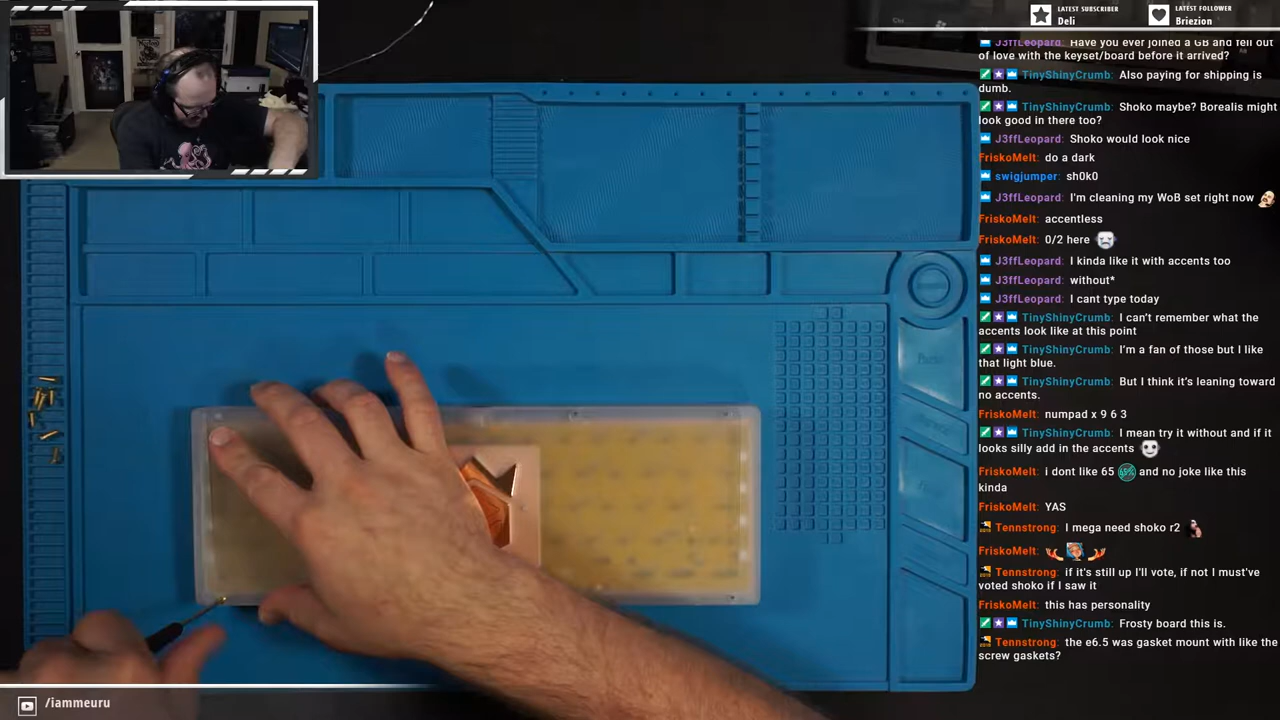 LATEST SUBSCRIBER
Deli
LATEST FOLLOWER
Briezion
J3ffLeopard: Have you ever joined a GB and fell out
of love with the keyset/board before it arrived?
TinyShinyCrumb: Also paying for shipping is
dumb.
TinyShinyCrumb: Shoko maybe? Borealis might
look good in there too?
J3ffLeopard: Shoko would look nice
FriskoMelt: do a dark
swigjumper: sh0k0
J3ffLeopard: I'm cleaning my WoB set right now
FriskoMelt: accentless
FriskoMelt: 0/2 here
J3ffLeopard: I kinda like it with accents too
J3ffLeopard: without*
J3ffLeopard: I cant type today
TinyShinyCrumb: I can't remember what the
accents look like at this point
TinyShinyCrumb: I'm a fan of those but I like
that light blue.
TinyShinyCrumb: But I think it's leaning toward
no accents.
FriskoMelt: numpad x 9 6 3
TinyShinyCrumb: I mean try it without and if it
looks silly add in the accents
FriskoMelt: i dont like 65 and no joke like this
kinda
FriskoMelt: YAS
Tennstrong: I mega need shoko r2
FriskoMelt:
Tennstrong: if it's still up I'll vote, if not I must've
voted shoko if I saw it
FriskoMelt: this has personality
TinyShinyCrumb: Frosty board this is.
Tennstrong: the e6.5 was gasket mount with like the
screw gaskets?
/iammeuru